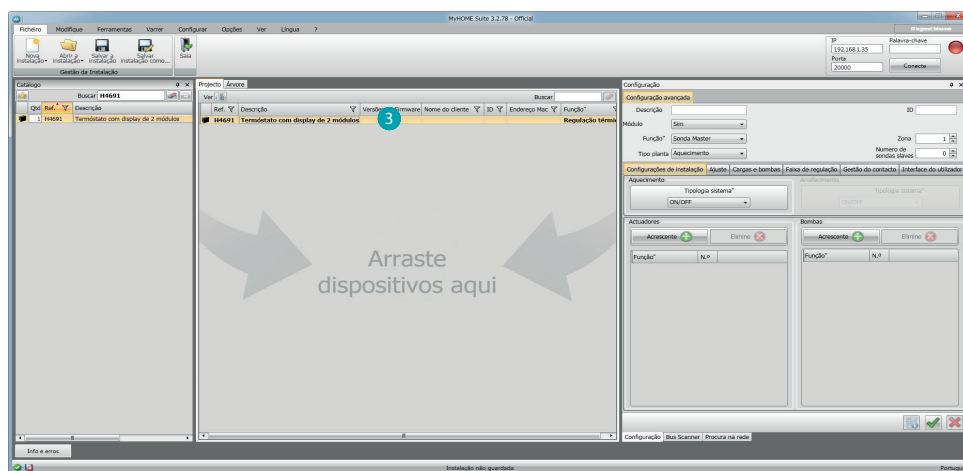 MyHOME Suite 3.2.78 - Official
Ficheiro Modifique Ferramentas Varrer Configurar Opções Ver Língua ?
Nova Instalação
Abrir a Instalação
Salvar a Instalação
Salvar Instalação como...
Saia
Gestão da Instalação
IP
192.168.1.35
Palavra-chave
Porta
20000
Conecte
Catálogo
Buscar H4691
Qtd Ref. Descrição
1 H4691 Termóstato com display de 2 módulos
Projecto Árvore
Ver Buscar
Ref. Descrição Versões Firmware Nome do cliente ID Endereço Mac Função*
H4691 Termóstato com display de 2 módulos Regulação térmi
3
Arraste
dispositivos aqui
Configuração
Configuração avançada
Descrição ID
Módulo Sim
Função* Sonda Master Zona 1
Tipo planta Aquecimento Numero de sondas slaves 0
Configurações de instalação Ajuste Cargas e bombas Faixa de regulação Gestão do contacto Interface do utilizador
Aquecimento
Tipologia sistema*
ON/OFF
Arrefecimento
Tipologia sistema*
ON/OFF
Actuadores
Acrescente Elimine
Função* N.º
Bombas
Acrescente Elimine
Função* N.º
Configuração Bus Scanner Procura na rede
Info e erros
Instalação não guardada
Portugu